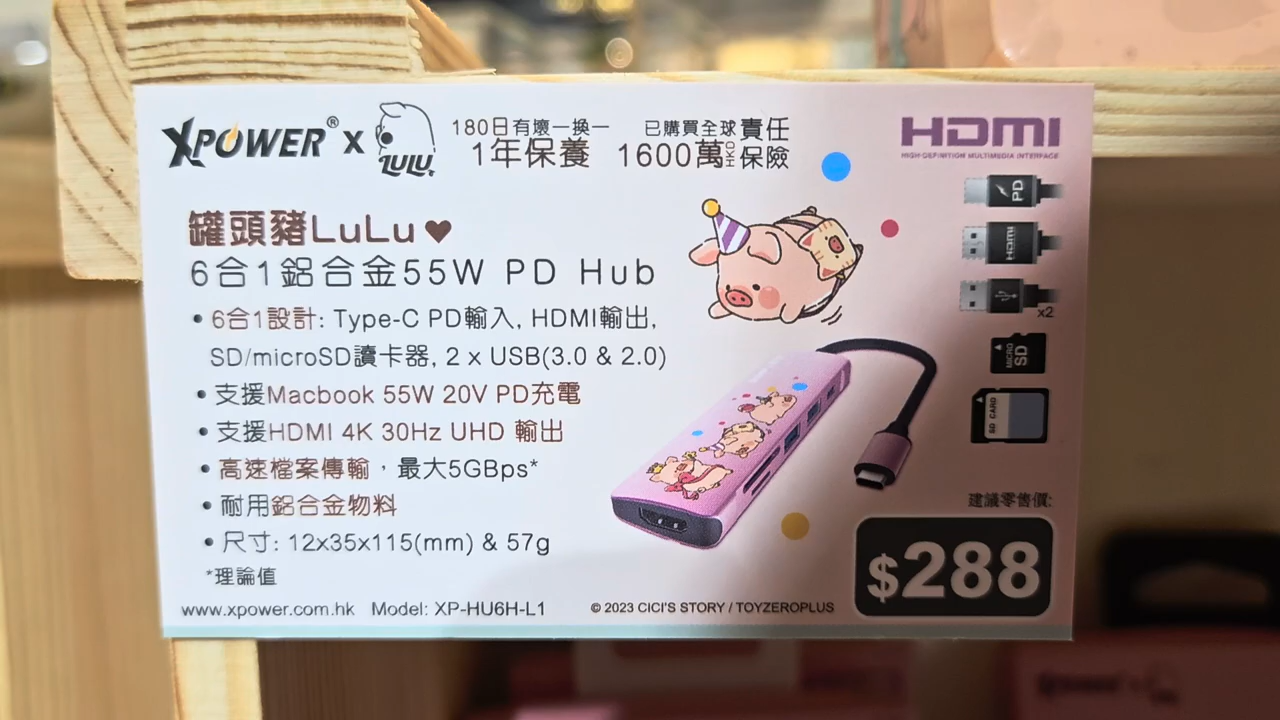 XPOWER® x LULU
180日有壞一換一
1年保養
已購買全球責任
1600萬HKD保險
HDMI
HIGH-DEFINITION MULTIMEDIA INTERFACE
PD
HDMI
x2
MICRO SD
SD CARD
罐頭豬LuLu♥
6合1鋁合金55W PD Hub
• 6合1設計: Type-C PD輸入, HDMI輸出,
SD/microSD讀卡器, 2 x USB(3.0 & 2.0)
• 支援Macbook 55W 20V PD充電
• 支援HDMI 4K 30Hz UHD 輸出
• 高速檔案傳輸，最大5GBps*
• 耐用鋁合金物料
• 尺寸: 12x35x115(mm) & 57g
*理論值
建議零售價:
$288
www.xpower.com.hk Model: XP-HU6H-L1 © 2023 CICI'S STORY / TOYZEROPLUS